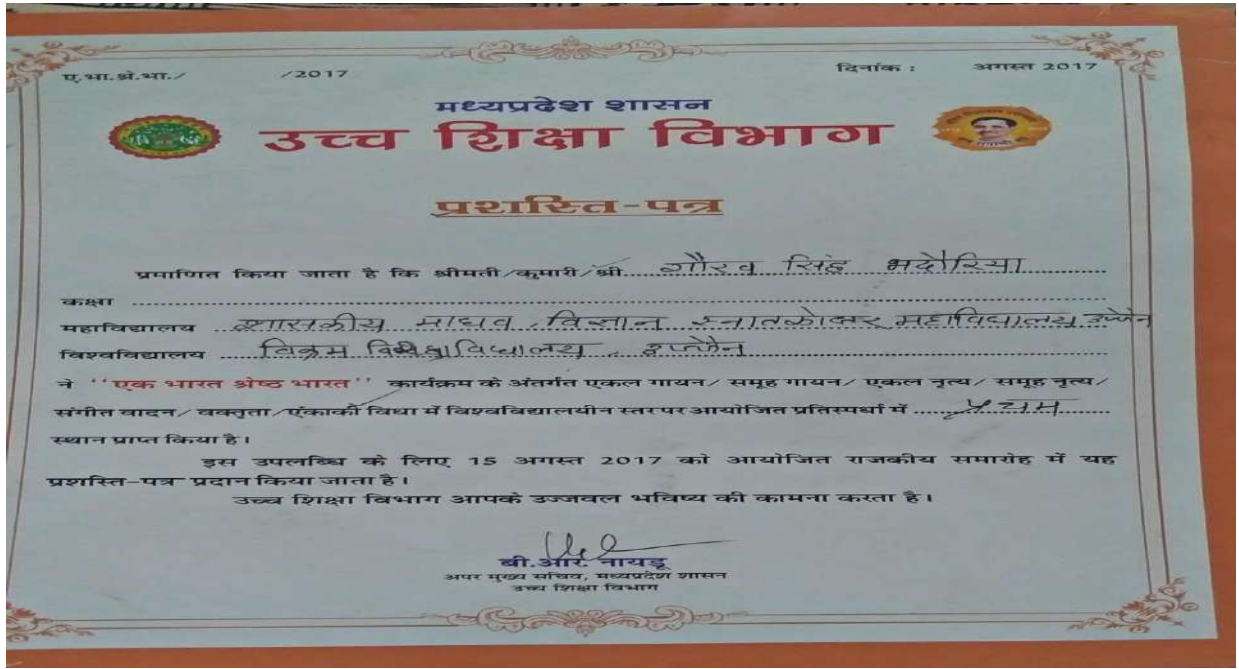 ए.भा.श्रे.भा./ /2017 दिनांक : अगस्त 2017
मध्यप्रदेश शासन
उच्च शिक्षा विभाग
प्रशस्ति-पत्र
प्रमाणित किया जाता है कि श्रीमती/कुमारी/श्री गौरव सिंह भदौरिया
कक्षा
महाविद्यालय शासकीय माधव विज्ञान स्नातकोत्तर महाविद्यालय उज्जैन
विश्वविद्यालय विक्रम विश्वविद्यालय, उज्जैन
ने ''एक भारत श्रेष्ठ भारत'' कार्यक्रम के अंतर्गत एकल गायन/ समूह गायन/ एकल नृत्य/ समूह नृत्य/
संगीत वादन/ वक्तृता/एंकाकी विधा में विश्वविद्यालयीन स्तर पर आयोजित प्रतिस्पर्धा में प्रथम
स्थान प्राप्त किया है।
इस उपलब्धि के लिए 15 अगस्त 2017 को आयोजित राजकीय समारोह में यह
प्रशस्ति-पत्र प्रदान किया जाता है।
उच्च शिक्षा विभाग आपके उज्जवल भविष्य की कामना करता है।
बी.आर. नायडू
अपर मुख्य सचिव, मध्यप्रदेश शासन
उच्च शिक्षा विभाग